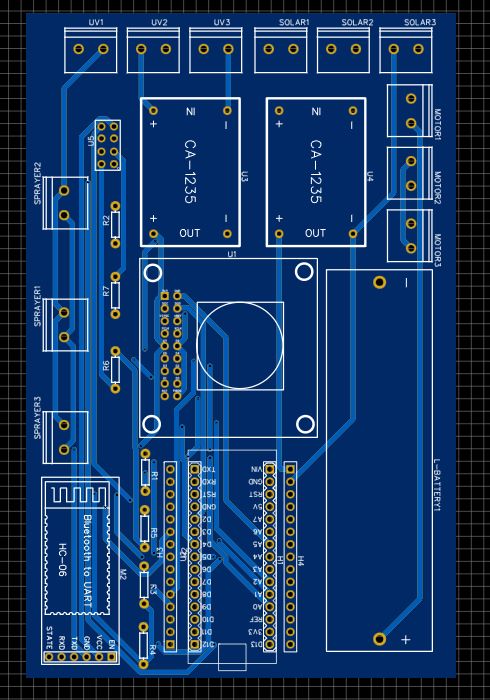 UV1
UV2
UV3
SOLAR1
SOLAR2
SOLAR3
IN
+
−
CA-1235
U3
+
OUT
−
IN
+
−
CA-1235
U4
+
OUT
−
MOTOR1
MOTOR2
MOTOR3
U5
SPRAYER2
R2
U1
R7
SPRAYER1
R6
SPRAYER3
−
L-BATTERY1
+
R1
R5
R3
R4
H3
H1
H4
TXD
RXD
RST
GND
D2
D3
D4
D5
D6
D7
D8
D9
D10
D11
D12
VIN
GND
RST
5V
A7
A6
A5
A4
A3
A2
A1
A0
REF
3V3
D13
Bluetooth to UART
HC-06
M2
STATE
RXD
TXD
GND
VCC
EN